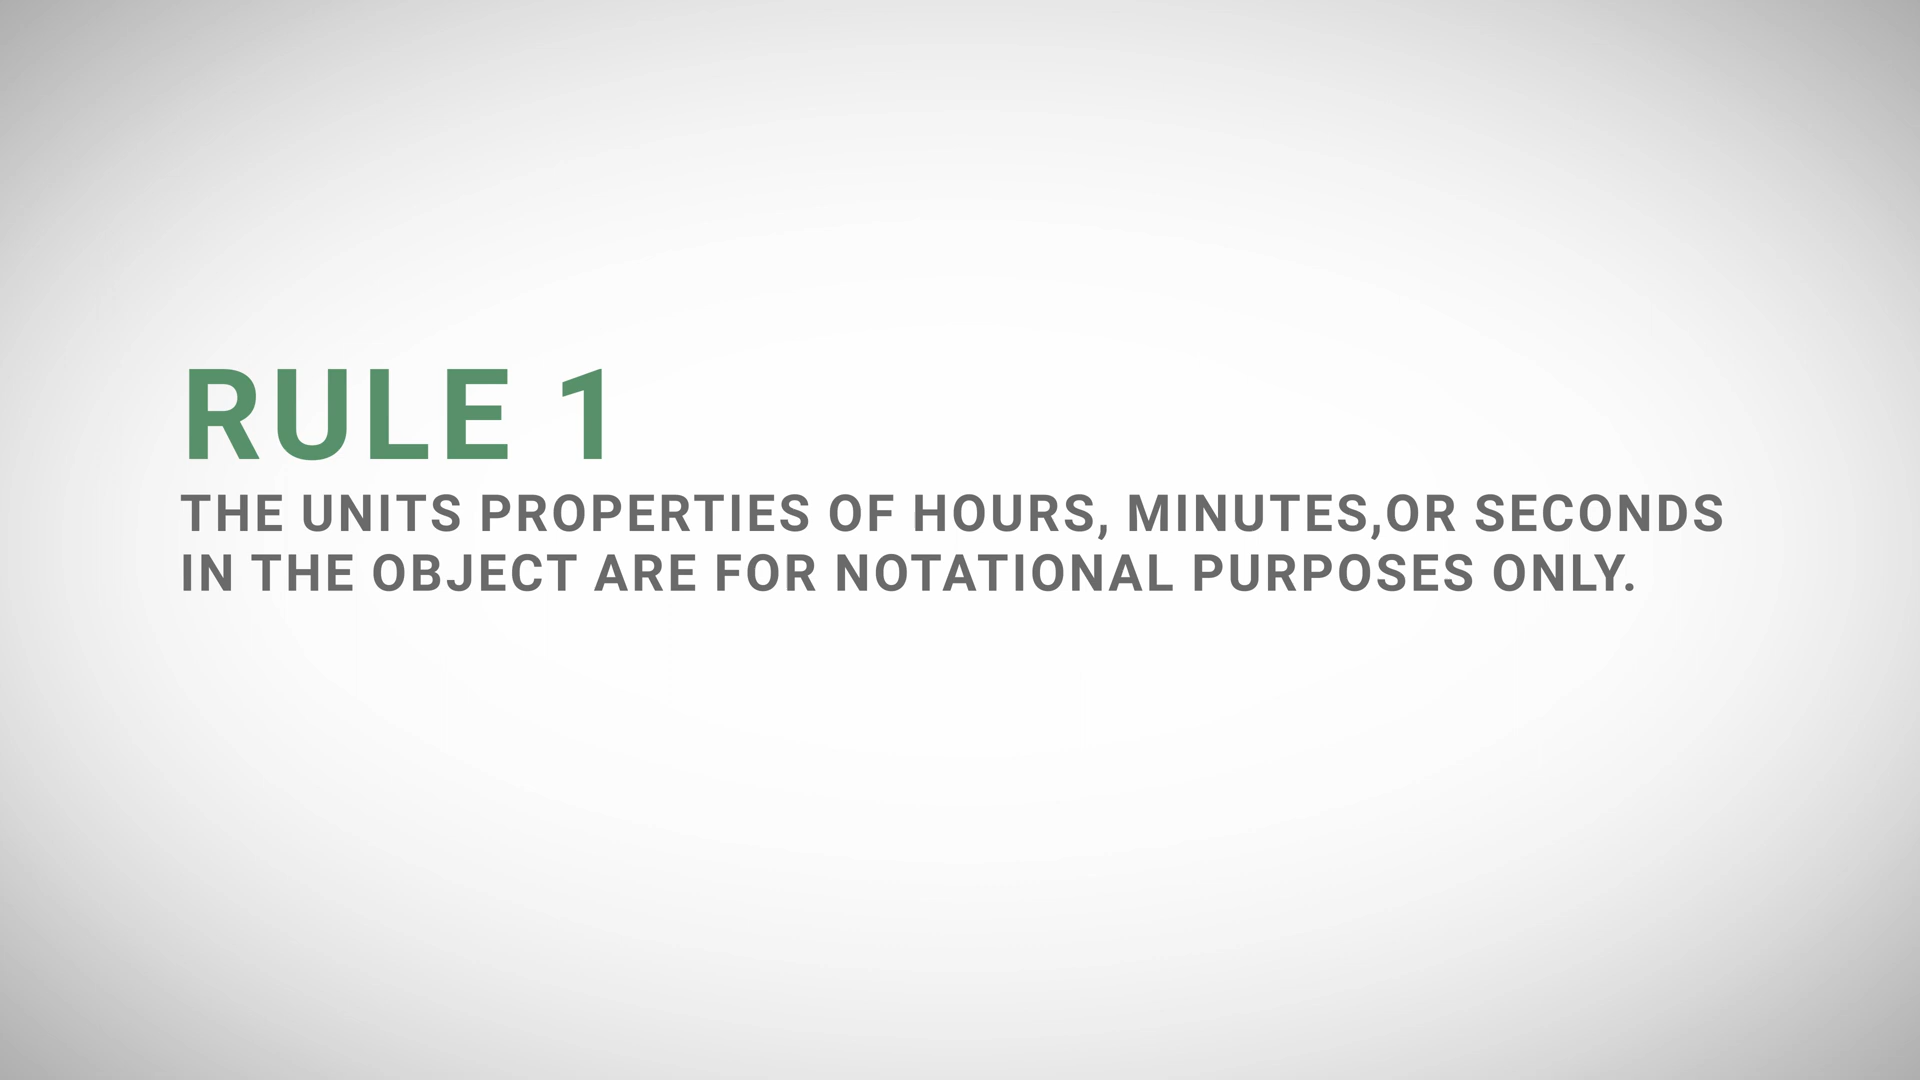 RULE 1
THE UNITS PROPERTIES OF HOURS, MINUTES,OR SECONDS
IN THE OBJECT ARE FOR NOTATIONAL PURPOSES ONLY.